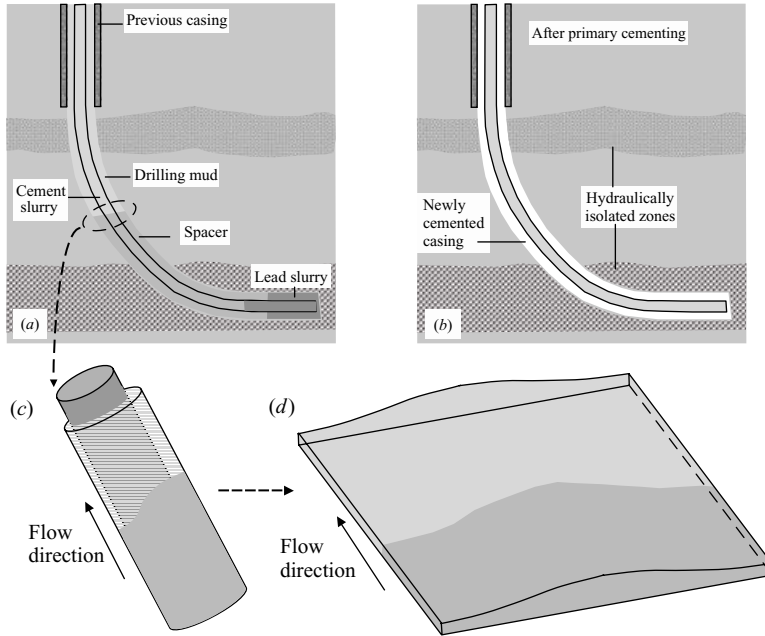 Previous casing
Drilling mud
Cement
slurry
Spacer
Lead slurry
(a)
After primary cementing
Hydraulically
isolated zones
Newly
cemented
casing
(b)
(c)
Flow
direction
(d)
Flow
direction